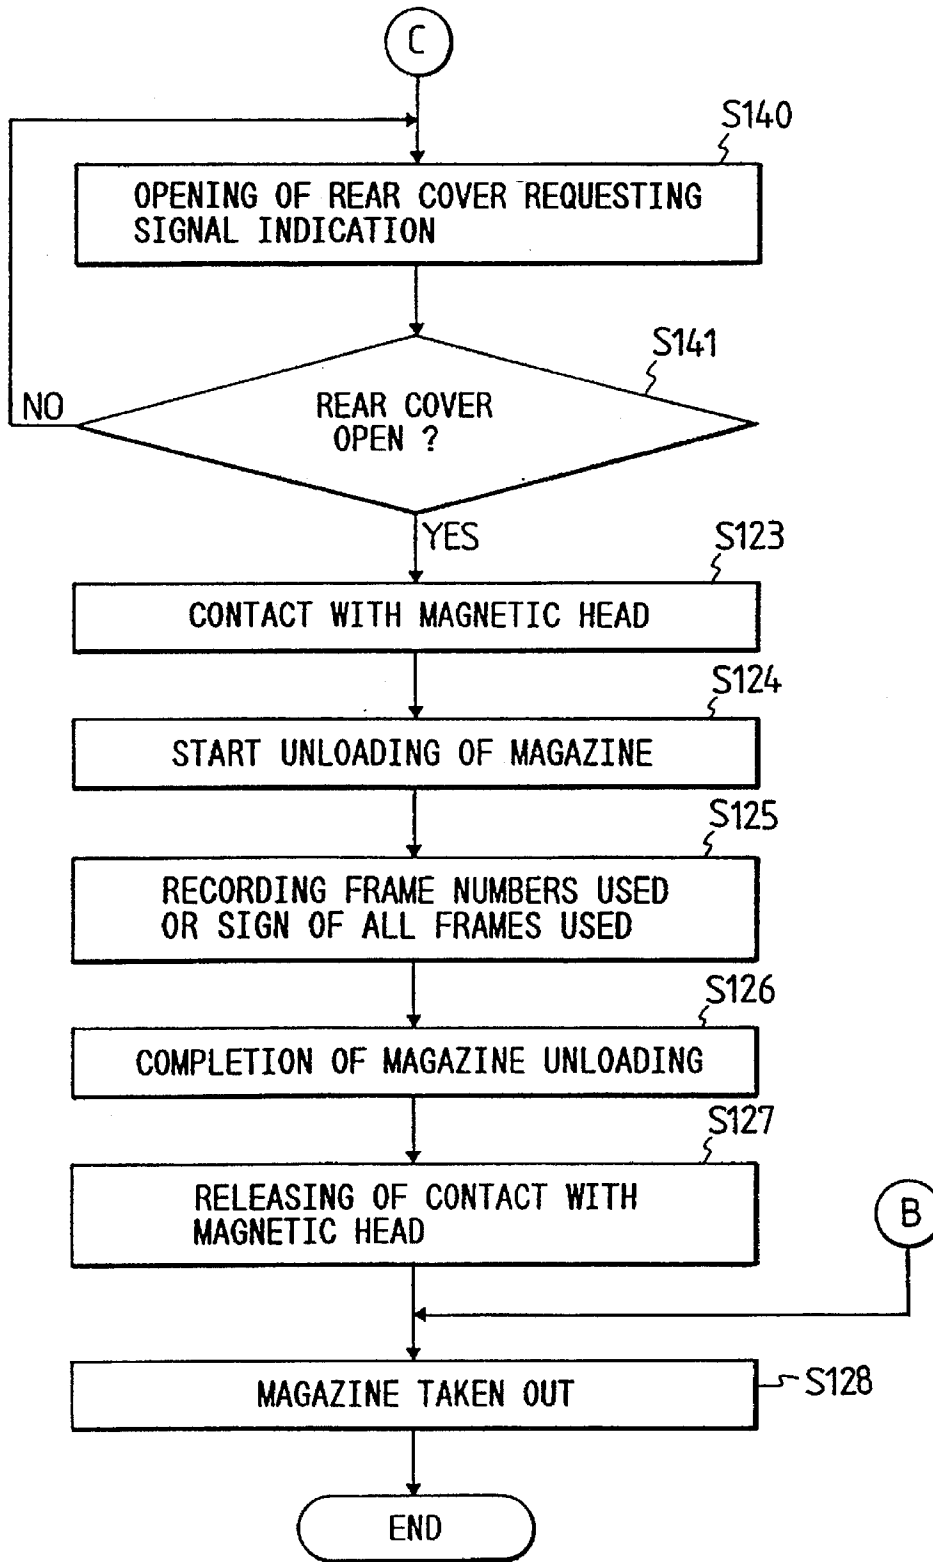 C
S140
OPENING OF REAR COVER REQUESTING
SIGNAL INDICATION
S141
NO
REAR COVER
OPEN ?
YES
S123
CONTACT WITH MAGNETIC HEAD
S124
START UNLOADING OF MAGAZINE
S125
RECORDING FRAME NUMBERS USED
OR SIGN OF ALL FRAMES USED
S126
COMPLETION OF MAGAZINE UNLOADING
S127
RELEASING OF CONTACT WITH
MAGNETIC HEAD
B
MAGAZINE TAKEN OUT
S128
END